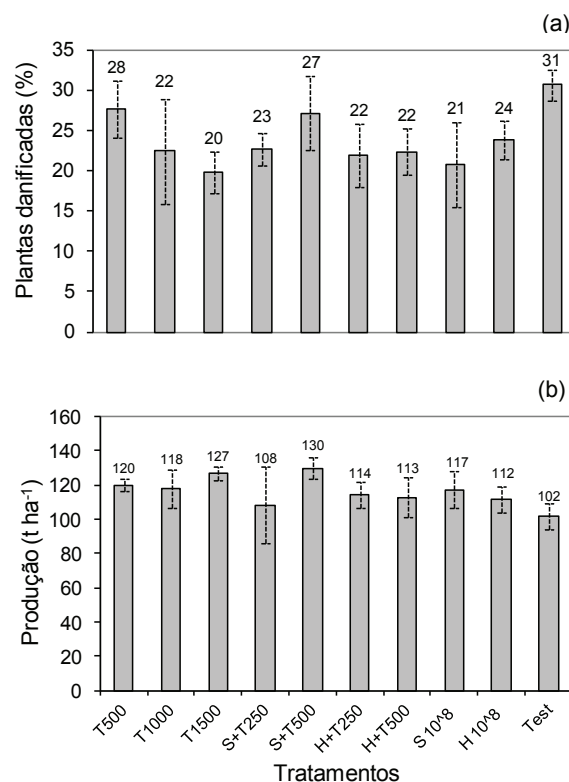 (a)
Plantas danificadas (%)
35
30
25
20
15
10
5
0
28
22
20
23
27
22
22
21
24
31
(b)
Produção (t ha-1)
160
140
120
100
80
60
40
20
0
120
118
127
108
130
114
113
117
112
102
T500
T1000
T1500
S+T250
S+T500
H+T250
H+T500
S 10^8
H 10^8
Test
Tratamentos